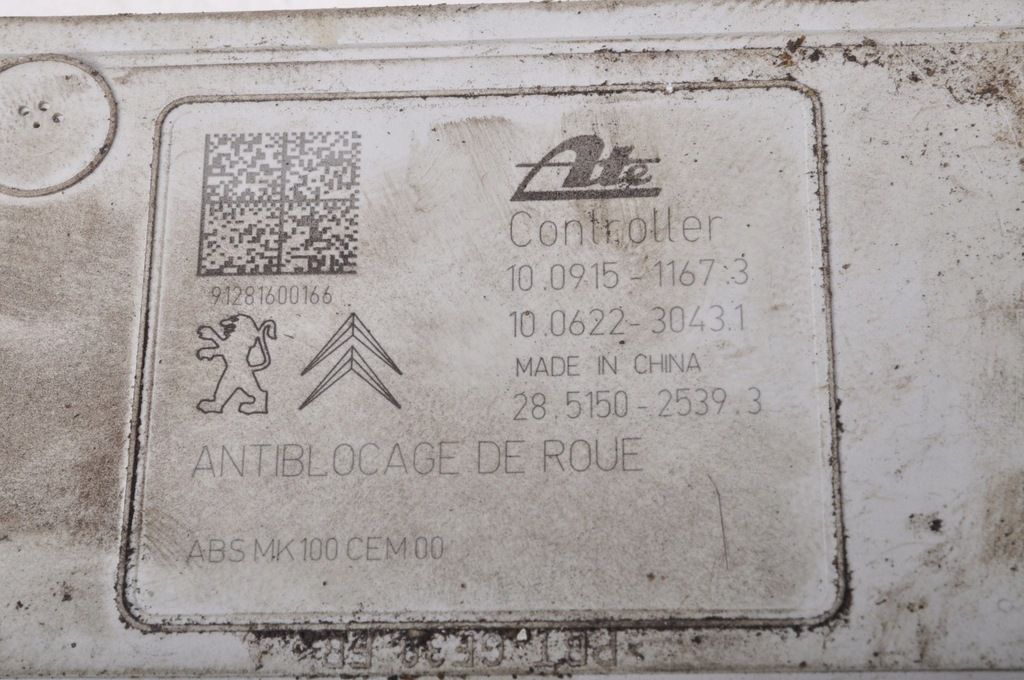 91281600166
Ate
Controller
10.0915-1167.3
10.0622-3043.1
MADE IN CHINA
28.5150-2539.3
ANTIBLOCAGE DE ROUE
ABS MK100 CEM 00